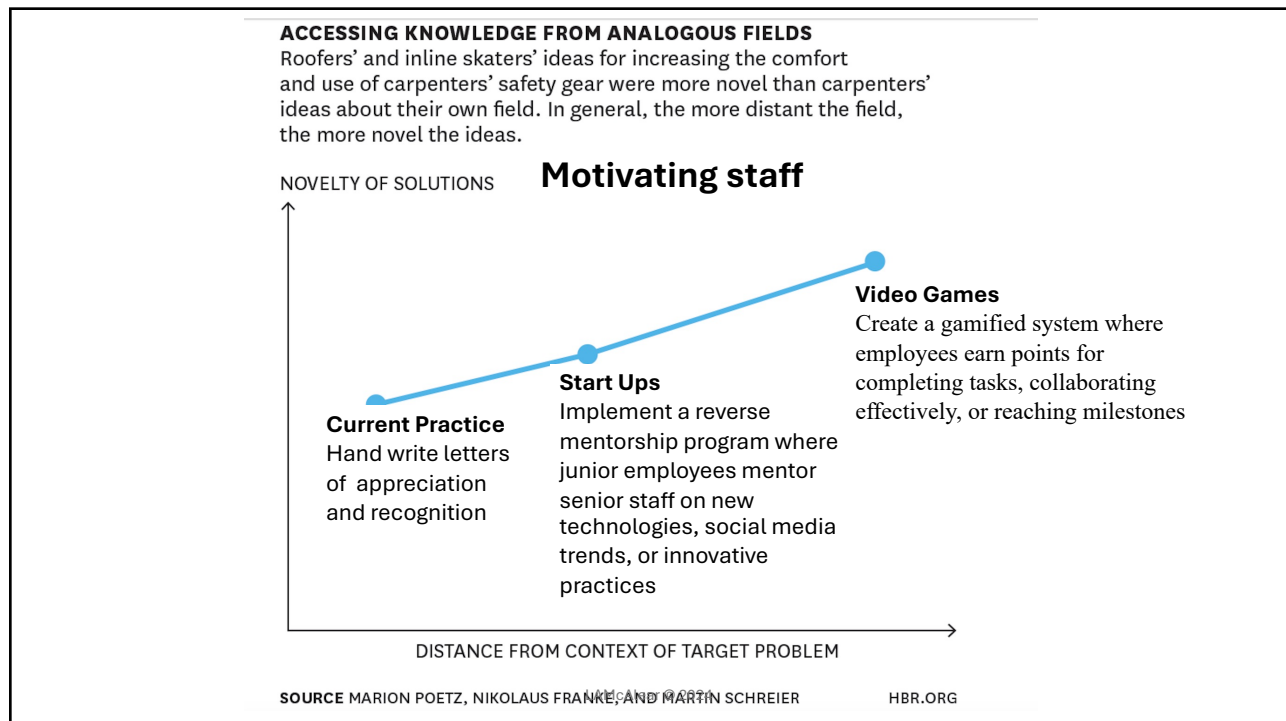 ACCESSING KNOWLEDGE FROM ANALOGOUS FIELDS
Roofers' and inline skaters' ideas for increasing the comfort
and use of carpenters' safety gear were more novel than carpenters'
ideas about their own field. In general, the more distant the field,
the more novel the ideas.
Motivating staff
NOVELTY OF SOLUTIONS
Video Games
Create a gamified system where
employees earn points for
completing tasks, collaborating
effectively, or reaching milestones
Start Ups
Implement a reverse
mentorship program where
junior employees mentor
senior staff on new
technologies, social media
trends, or innovative
practices
Current Practice
Hand write letters
of appreciation
and recognition
DISTANCE FROM CONTEXT OF TARGET PROBLEM
SOURCE MARION POETZ, NIKOLAUS FRANKE, AND MARTIN SCHREIER
HBR.ORG
© 2024